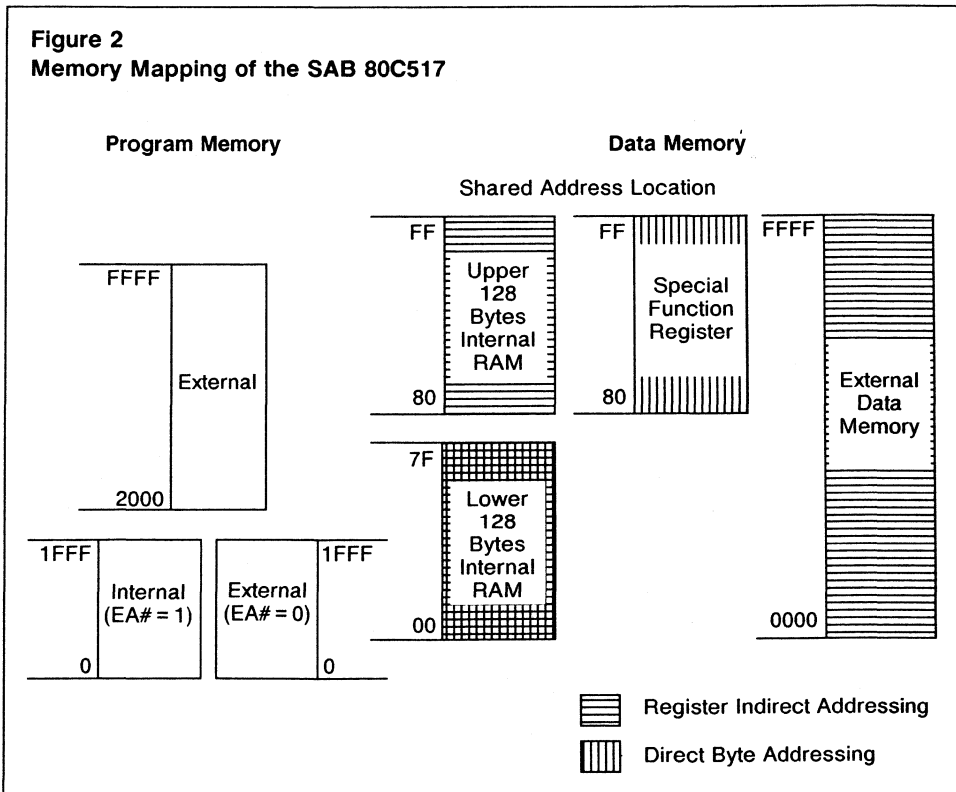 Figure 2
Memory Mapping of the SAB 80C517
Program Memory
Data Memory
Shared Address Location
FFFF
External
2000
1FFF
Internal
(EA# = 1)
0
External
(EA# = 0)
1FFF
0
FF
Upper
128
Bytes
Internal
RAM
80
FF
Special
Function
Register
80
7F
Lower
128
Bytes
Internal
RAM
00
FFFF
External
Data
Memory
0000
Register Indirect Addressing
Direct Byte Addressing